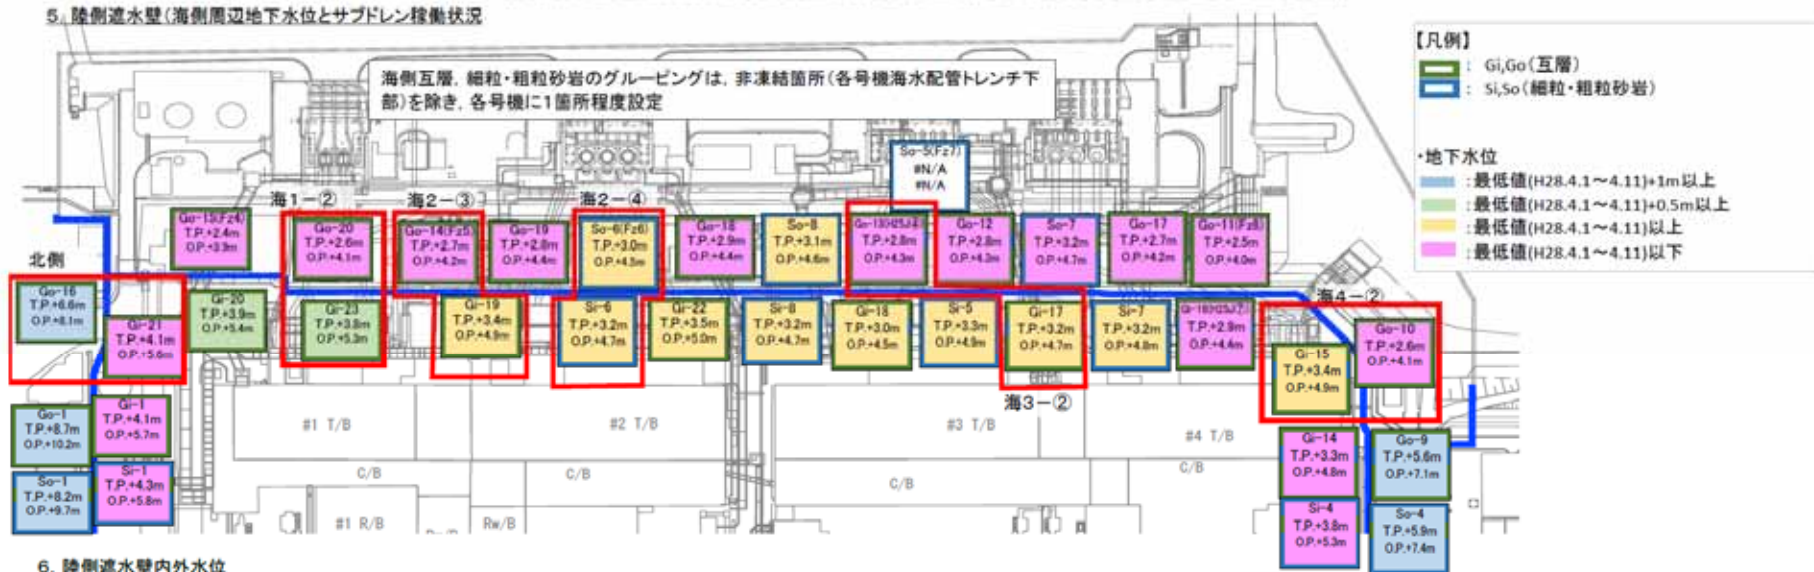 5. 陸側遮水壁(海側周辺地下水位とサブドレン稼働状況
海側互層, 細粒・粗粒砂岩のグルーピングは, 非凍結箇所(各号機海水配管トレンチ下
部)を除き, 各号機に1箇所程度設定
【凡例】
: Gi,Go(互層)
: Si,So(細粒・粗粒砂岩)
・地下水位
:最低値(H28.4.1～4.11)+1m以上
:最低値(H28.4.1～4.11)+0.5m以上
:最低値(H28.4.1～4.11)以上
:最低値(H28.4.1～4.11)以下
So-5(Fz7)
#N/A
#N/A
海1-②
海2-③
海2-④
Go-15(Fz4)
T.P.+2.4m
O.P.+3.9m
Go-20
T.P.+2.6m
O.P.+4.1m
Go-14(Fz5)
T.P.+2.7m
O.P.+4.2m
Go-19
T.P.+2.8m
O.P.+4.4m
So-6(Fz6)
T.P.+3.0m
O.P.+4.5m
Go-18
T.P.+2.9m
O.P.+4.4m
So-8
T.P.+3.1m
O.P.+4.6m
Go-13(H25J④)
T.P.+2.8m
O.P.+4.3m
Go-12
T.P.+2.8m
O.P.+4.3m
So-7
T.P.+3.2m
O.P.+4.7m
Go-17
T.P.+2.7m
O.P.+4.2m
Go-11(Fz8)
T.P.+2.5m
O.P.+4.0m
北側
海4-②
Go-16
T.P.+6.6m
O.P.+8.1m
Gi-21
T.P.+4.1m
O.P.+5.6m
Gi-20
T.P.+3.9m
O.P.+5.4m
Gi-23
T.P.+3.8m
O.P.+5.3m
Gi-19
T.P.+3.4m
O.P.+4.9m
Si-6
T.P.+3.2m
O.P.+4.7m
Gi-22
T.P.+3.5m
O.P.+5.0m
Si-8
T.P.+3.2m
O.P.+4.7m
Gi-18
T.P.+3.0m
O.P.+4.5m
Si-5
T.P.+3.3m
O.P.+4.9m
Gi-17
T.P.+3.2m
O.P.+4.7m
Si-7
T.P.+3.2m
O.P.+4.8m
T.P.+2.9m
O.P.+4.4m
Gi-15
T.P.+3.4m
O.P.+4.9m
Go-10
T.P.+2.6m
O.P.+4.1m
海3-②
Go-1
T.P.+8.7m
O.P.+10.2m
Gi-1
T.P.+4.1m
O.P.+5.7m
#1 T/B
#2 T/B
#3 T/B
#4 T/B
Gi-14
T.P.+3.3m
O.P.+4.8m
Go-9
T.P.+5.6m
O.P.+7.1m
So-1
T.P.+8.2m
O.P.+9.7m
Si-1
T.P.+4.3m
O.P.+5.8m
C/B
C/B
C/B
C/B
Si-4
T.P.+3.8m
O.P.+5.3m
So-4
T.P.+5.9m
O.P.+7.4m
#1 R/B
Rw/B
6. 陸側遮水壁内外水位